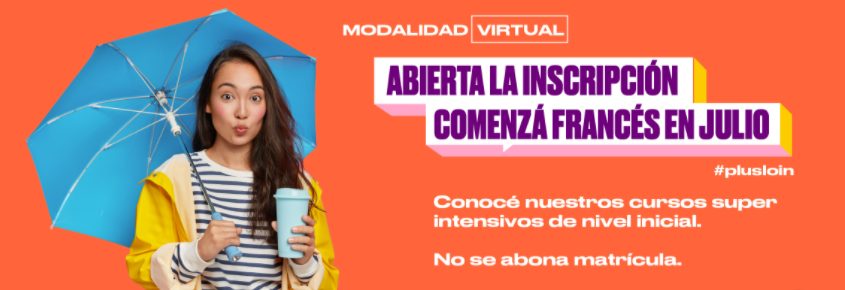 MODALIDAD VIRTUAL
ABIERTA LA INSCRIPCIÓN
COMENZÁ FRANCÉS EN JULIO
#plusloin
Conocé nuestros cursos super
intensivos de nivel inicial.
No se abona matrícula.